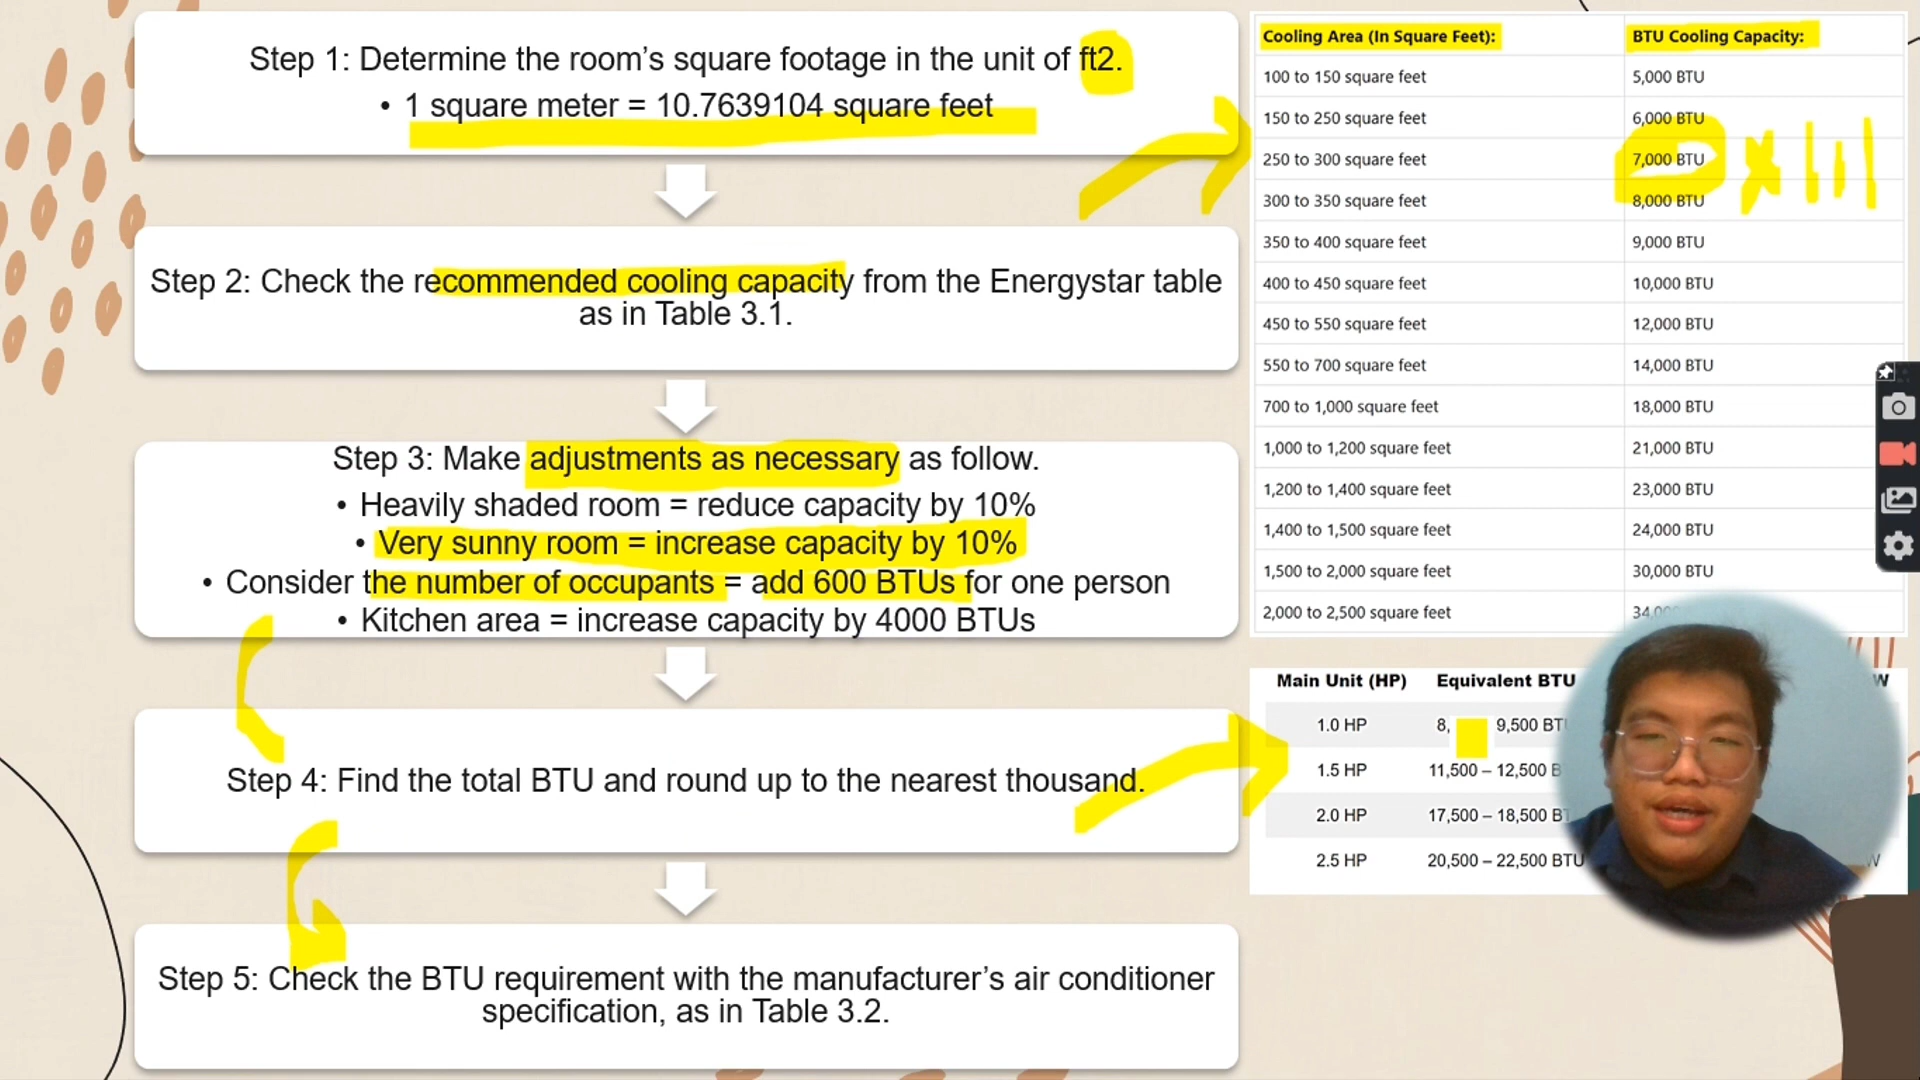 Step 1: Determine the room’s square footage in the unit of ft2.
• 1 square meter = 10.7639104 square feet
Step 2: Check the recommended cooling capacity from the Energystar table
as in Table 3.1.
Step 3: Make adjustments as necessary as follow.
• Heavily shaded room = reduce capacity by 10%
• Very sunny room = increase capacity by 10%
• Consider the number of occupants = add 600 BTUs for one person
• Kitchen area = increase capacity by 4000 BTUs
Step 4: Find the total BTU and round up to the nearest thousand.
Step 5: Check the BTU requirement with the manufacturer’s air conditioner
specification, as in Table 3.2.
Cooling Area (In Square Feet): BTU Cooling Capacity:
100 to 150 square feet 5,000 BTU
150 to 250 square feet 6,000 BTU
250 to 300 square feet 7,000 BTU
300 to 350 square feet 8,000 BTU
350 to 400 square feet 9,000 BTU
400 to 450 square feet 10,000 BTU
450 to 550 square feet 12,000 BTU
550 to 700 square feet 14,000 BTU
700 to 1,000 square feet 18,000 BTU
1,000 to 1,200 square feet 21,000 BTU
1,200 to 1,400 square feet 23,000 BTU
1,400 to 1,500 square feet 24,000 BTU
1,500 to 2,000 square feet 30,000 BTU
2,000 to 2,500 square feet
Main Unit (HP) Equivalent BTU
1.0 HP 9,500
1.5 HP 11,500 – 12,500
2.0 HP 17,500 – 18,500
2.5 HP 20,500 – 22,500 BTU